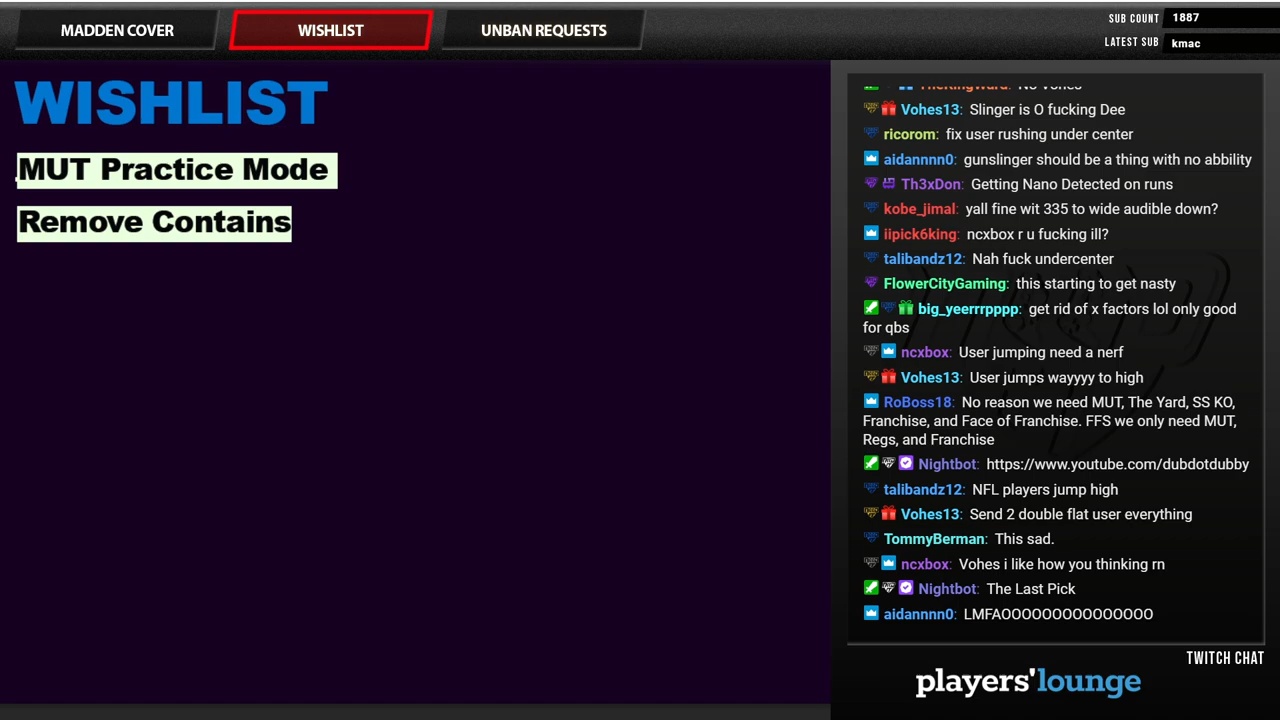 MADDEN COVER
WISHLIST
UNBAN REQUESTS
SUB COUNT 1887
LATEST SUB kmac
WISHLIST
MUT Practice Mode
Remove Contains
Vohes13: Slinger is O fucking Dee
ricorom: fix user rushing under center
aidannnn0: gunslinger should be a thing with no abbility
Th3xDon: Getting Nano Detected on runs
kobe_jimal: yall fine wit 335 to wide audible down?
iipick6king: ncxbox r u fucking ill?
talibandz12: Nah fuck undercenter
FlowerCityGaming: this starting to get nasty
big_yeerrrpppp: get rid of x factors lol only good
for qbs
ncxbox: User jumping need a nerf
Vohes13: User jumps wayyyy to high
RoBoss18: No reason we need MUT, The Yard, SS KO,
Franchise, and Face of Franchise. FFS we only need MUT,
Regs, and Franchise
Nightbot: https://www.youtube.com/dubdotdubby
talibandz12: NFL players jump high
Vohes13: Send 2 double flat user everything
TommyBerman: This sad.
ncxbox: Vohes i like how you thinking rn
Nightbot: The Last Pick
aidannnn0: LMFAOOOOOOOOOOOOOOO
TWITCH CHAT
players'lounge